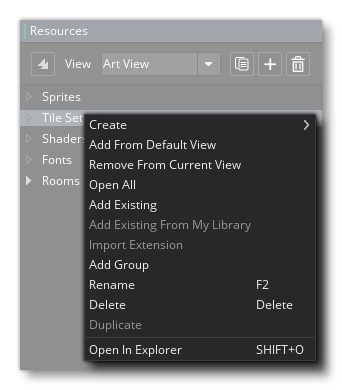 Resources
View Art View
Sprites
Tile Set
Create
Shaders
Add From Default View
Fonts
Remove From Current View
Rooms
Open All
Add Existing
Add Existing From My Library
Import Extension
Add Group
Rename F2
Delete Delete
Duplicate
Open In Explorer SHIFT+O